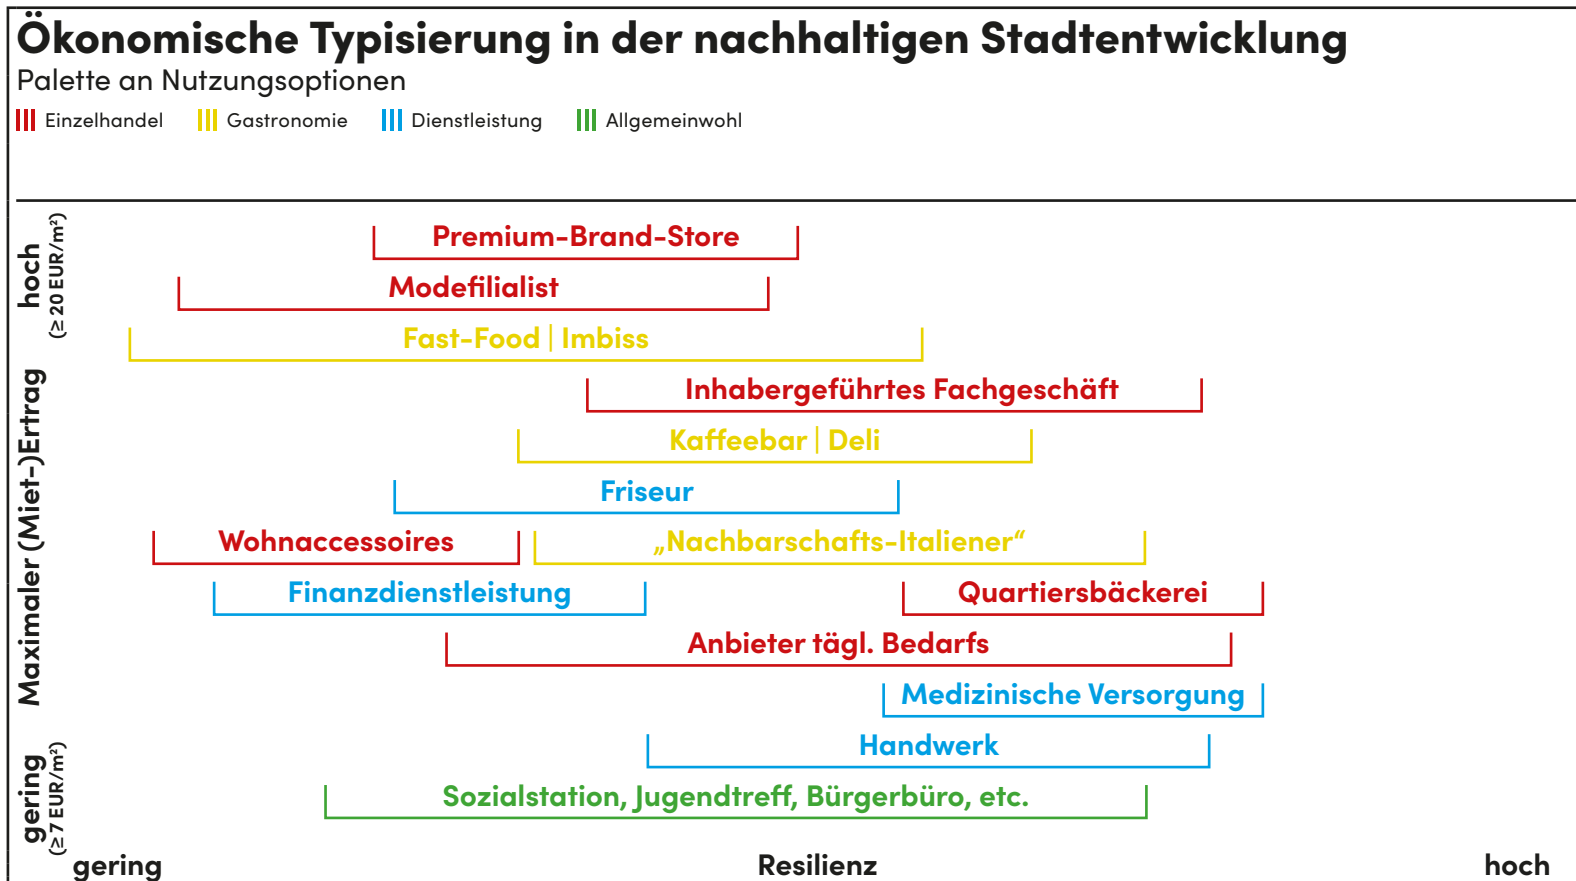 Ökonomische Typisierung in der nachhaltigen Stadtentwicklung
Palette an Nutzungsoptionen
Einzelhandel Gastronomie Dienstleistung Allgemeinwohl
hoch
(≥ 20 EUR/m²)
Maximaler (Miet-)Ertrag
gering
(≥ 7 EUR/m²)
Premium-Brand-Store
Modefilialist
Fast-Food | Imbiss
Inhabergeführtes Fachgeschäft
Kaffeebar | Deli
Friseur
Wohnaccessoires „Nachbarschafts-Italiener“
Finanzdienstleistung Quartiersbäckerei
Anbieter tägl. Bedarfs
Medizinische Versorgung
Handwerk
Sozialstation, Jugendtreff, Bürgerbüro, etc.
gering Resilienz hoch